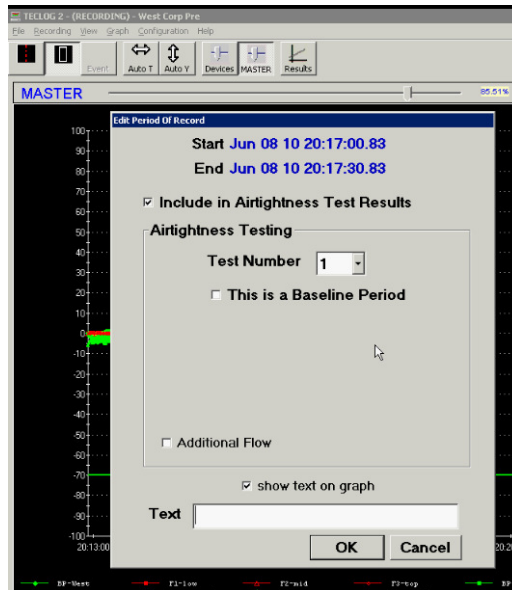 TECLOG 2 - (RECORDING) - West Corp Pre
File Recording View Graph Configuration Help
Event Auto T Auto Y Devices MASTER Results
MASTER 85.51%
Edit Period Of Record
Start Jun 08 10 20:17:00.83
End Jun 08 10 20:17:30.83
Include in Airtightness Test Results
Airtightness Testing
Test Number 1
This is a Baseline Period
Additional Flow
show text on graph
Text
OK Cancel
100
90
80
70
60
50
40
30
20
10
0
-10
-20
-30
-40
-50
-60
-70
-80
-90
-100
20:13:00 20:20
BP-West F1-low F2-mid F3-top BP